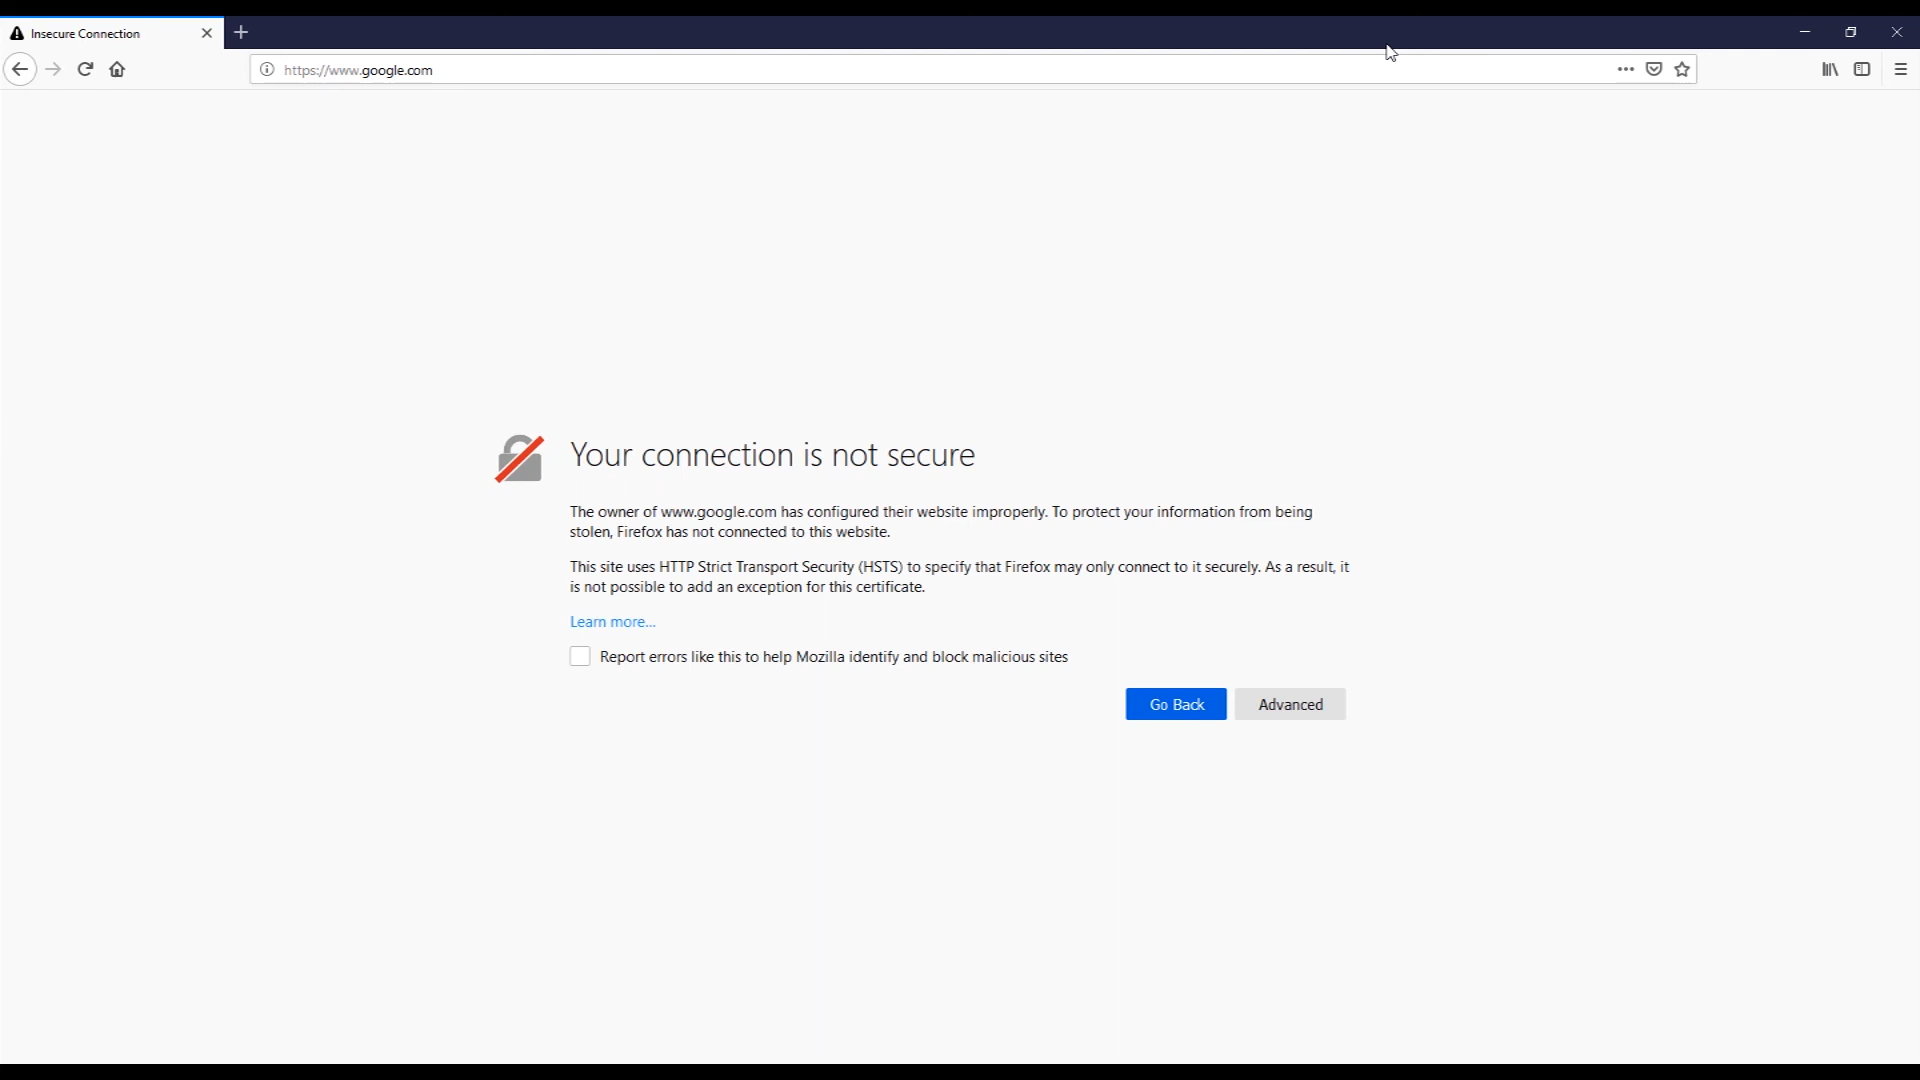 Insecure Connection
https://www.google.com
Your connection is not secure
The owner of www.google.com has configured their website improperly. To protect your information from being
stolen, Firefox has not connected to this website.
This site uses HTTP Strict Transport Security (HSTS) to specify that Firefox may only connect to it securely. As a result, it
is not possible to add an exception for this certificate.
Learn more...
Report errors like this to help Mozilla identify and block malicious sites
Go Back Advanced